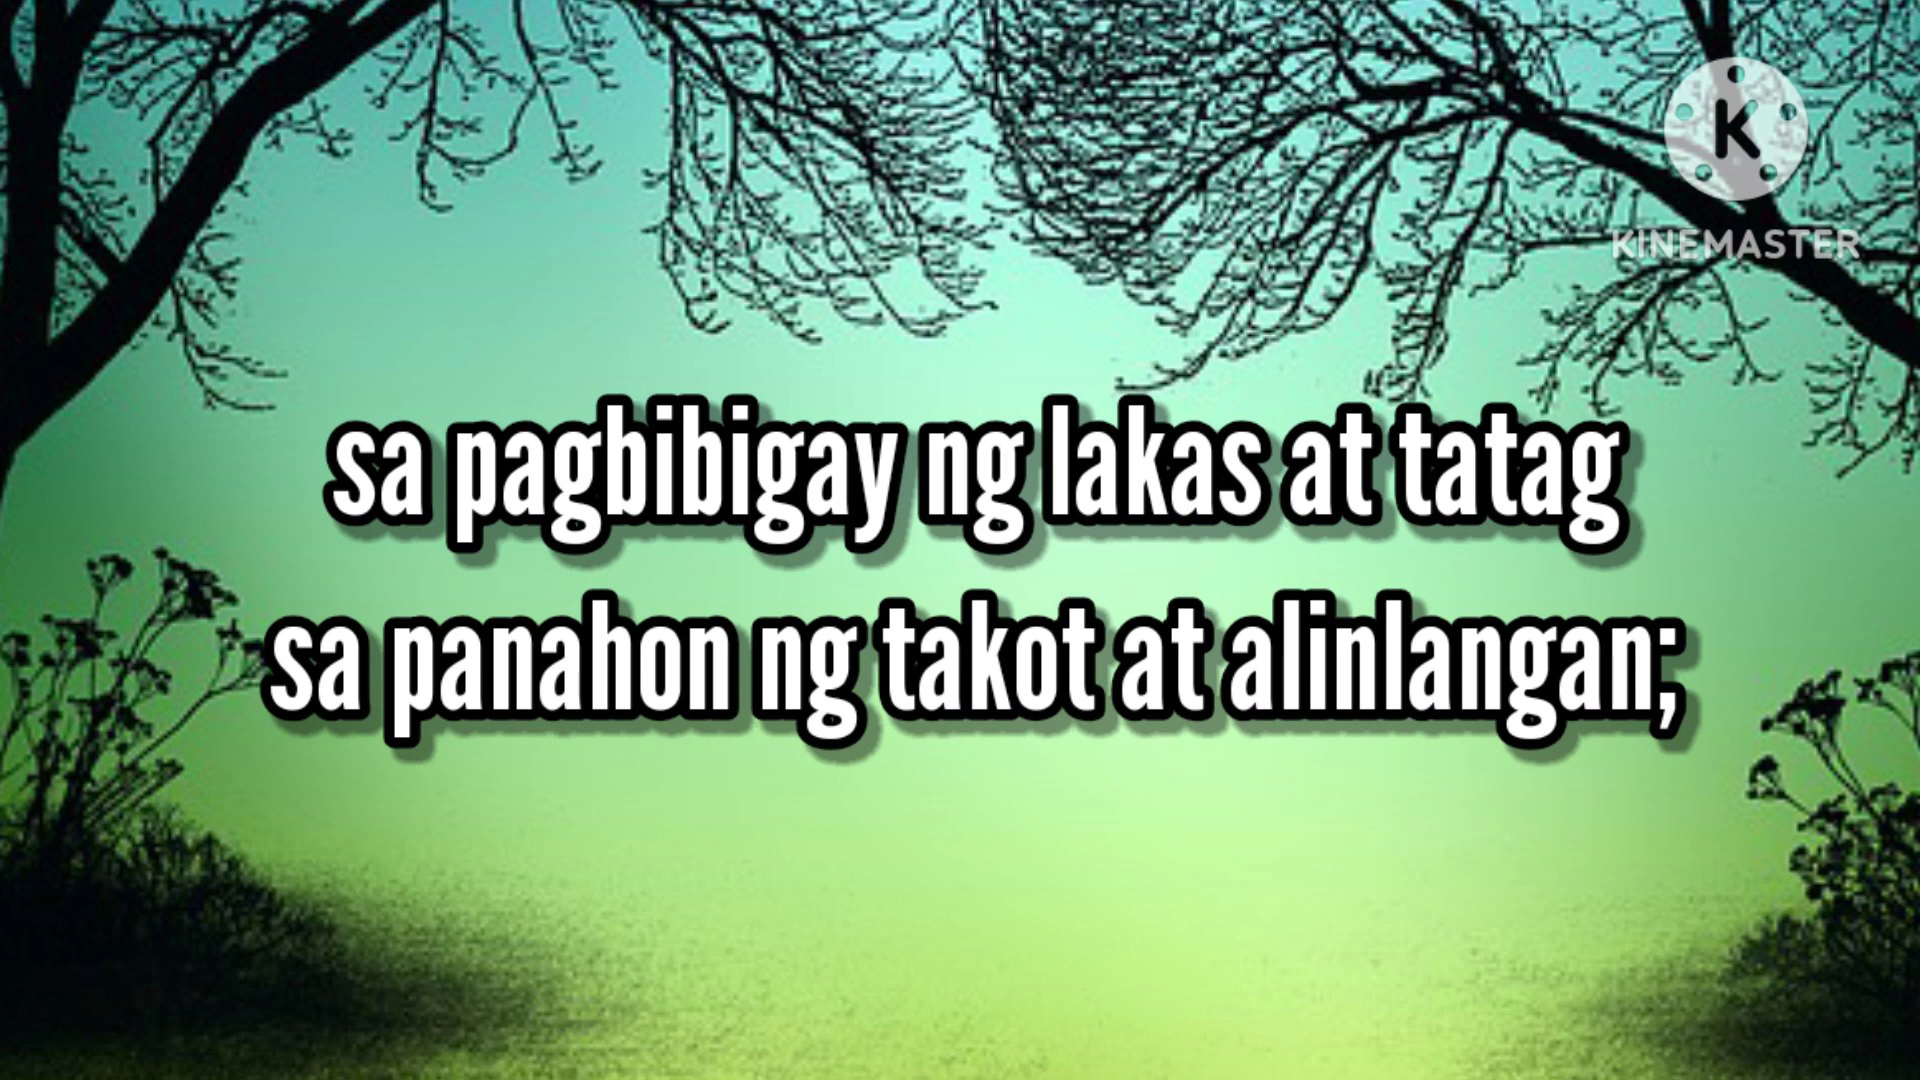 K
KINEMASTER
sa pagbibigay ng lakas at tatag
sa panahon ng takot at alinlangan;